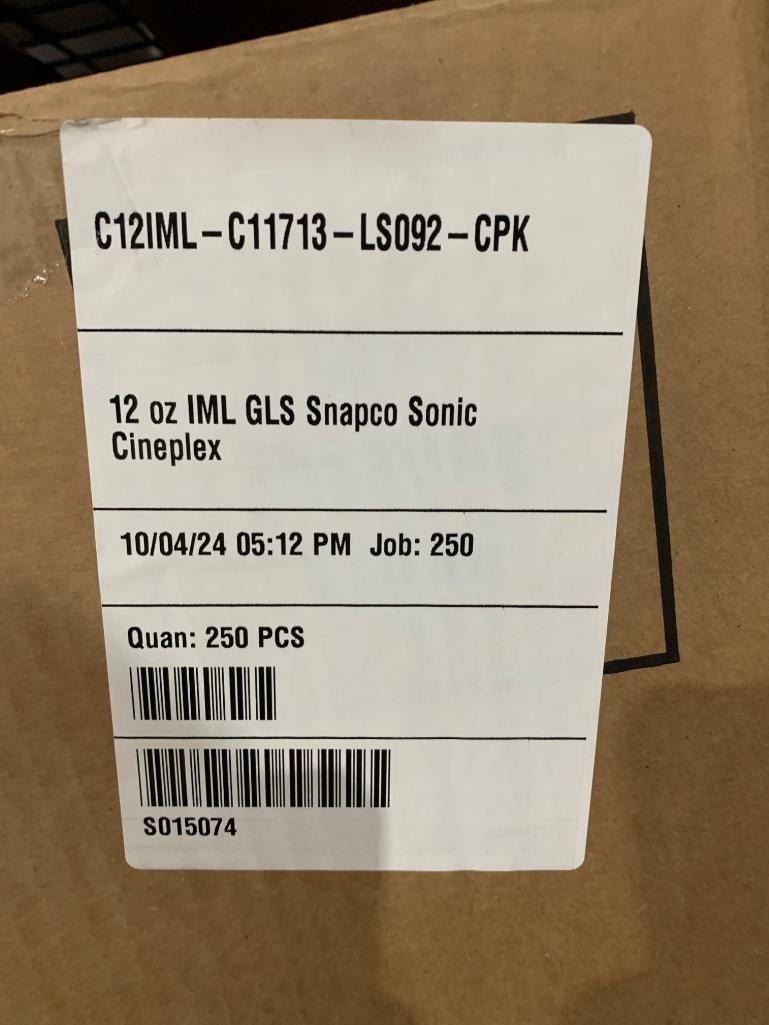 C12IML-C11713-LS092-CPK
12 oz IML GLS Snapco Sonic
Cineplex
10/04/24 05:12 PM Job: 250
Quan: 250 PCS
S015074